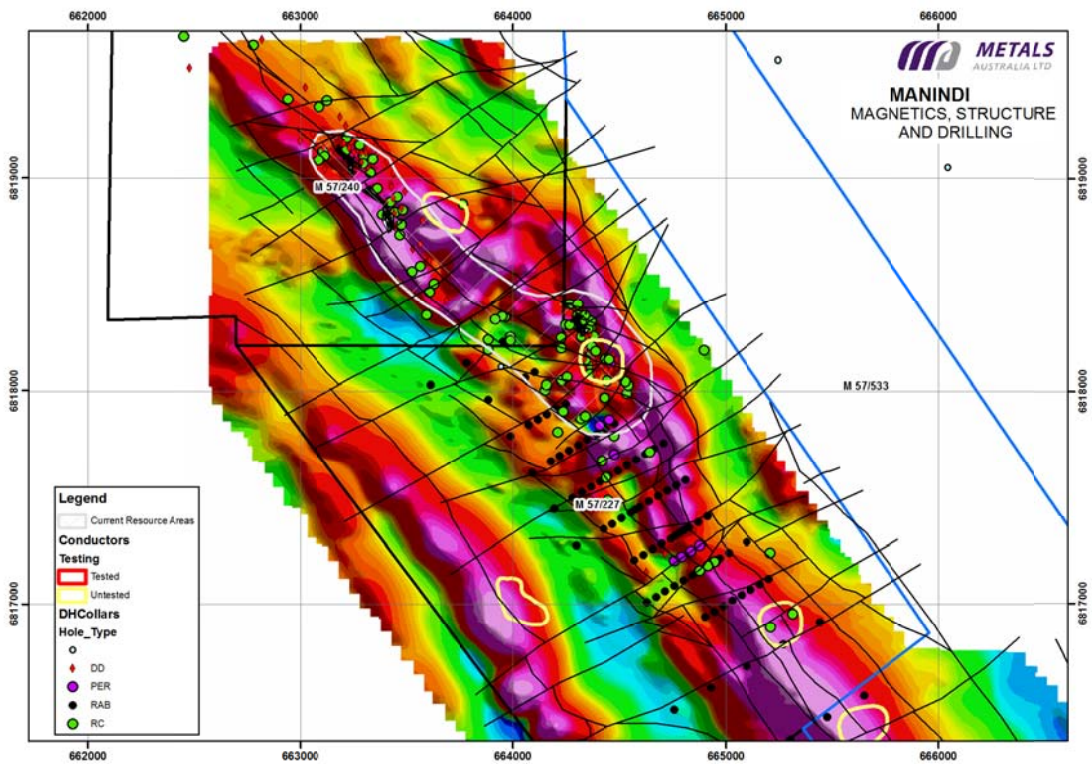 662000 663000 664000 665000 666000
METALS
AUSTRALIA LTD
MANINDI
MAGNETICS, STRUCTURE
AND DRILLING
6819000 6819000
M 57/240
6818000 M 57/533 6818000
M 57/227
6817000 6817000
Legend
Current Resource Areas
Conductors
Testing
Tested
Untested
DHCollars
Hole_Type
DD
PER
RAB
RC
662000 663000 664000 665000 666000